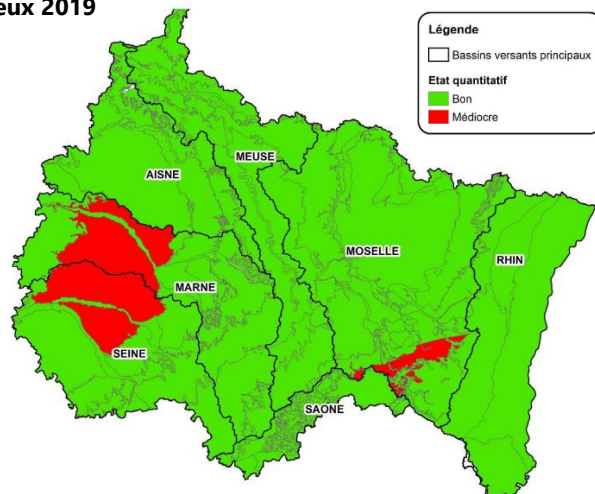 eux 2019
Légende
Bassins versants principaux
Etat quantitatif
Bon
Médiocre
AISNE
MEUSE
MOSELLE
RHIN
MARNE
SEINE
SAONE